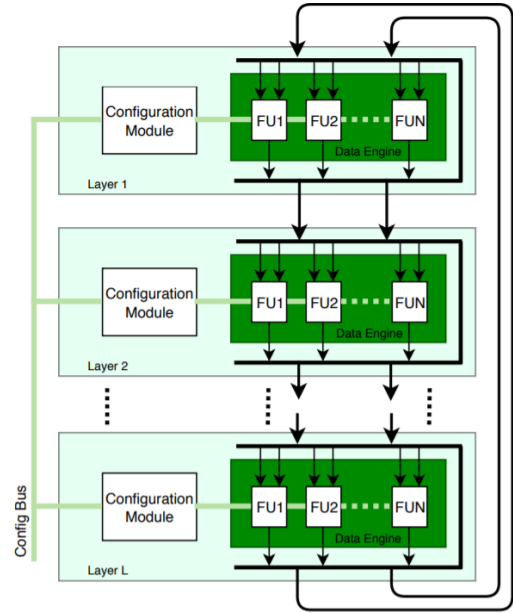 Configuration
Module
FU1
FU2
FUN
Data Engine
Layer 1
Configuration
Module
FU1
FU2
FUN
Data Engine
Layer 2
Configuration
Module
FU1
FU2
FUN
Data Engine
Layer L
Config Bus